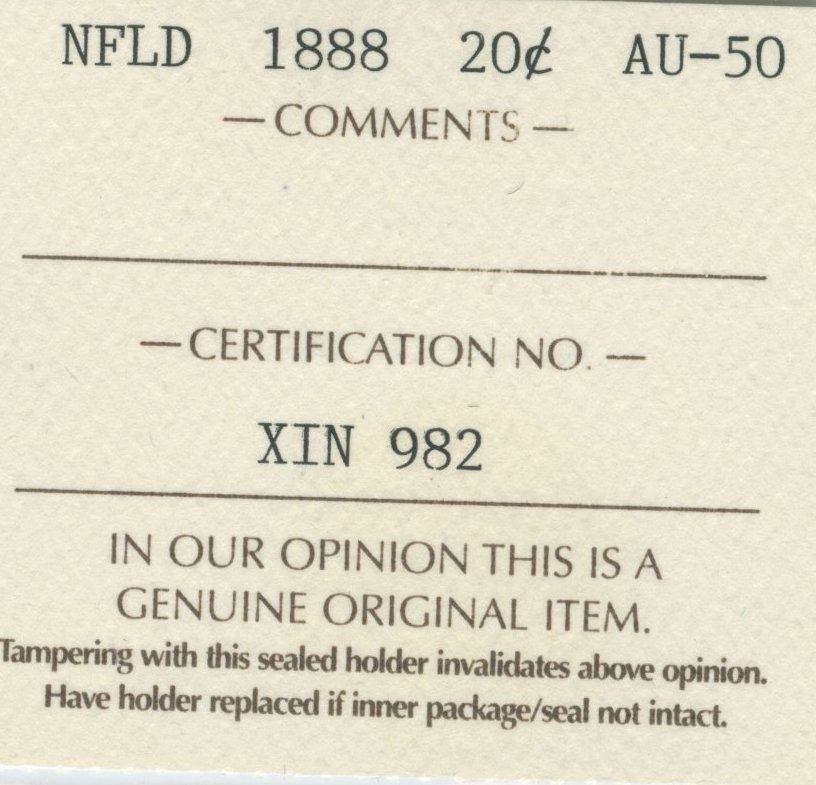 NFLD 1888 20¢ AU-50
—COMMENTS—
—CERTIFICATION NO.—
XIN 982
IN OUR OPINION THIS IS A
GENUINE ORIGINAL ITEM.
Tampering with this sealed holder invalidates above opinion.
Have holder replaced if inner package/seal not intact.